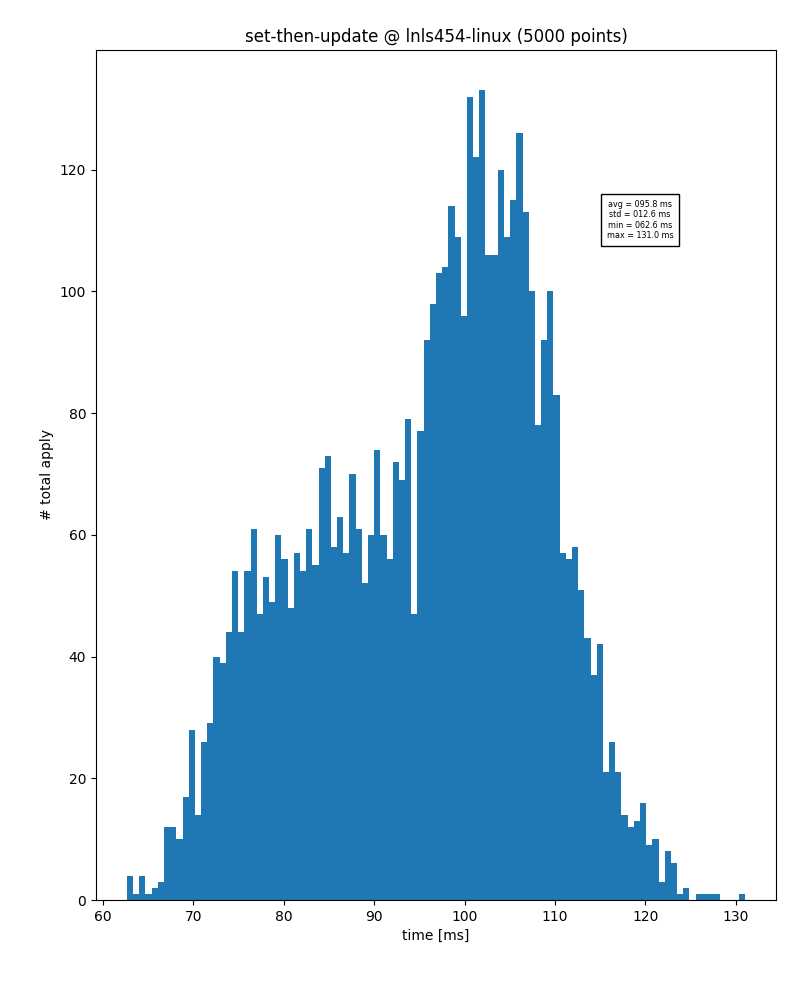 set-then-update @ lnls454-linux (5000 points)
120
100
80
60
40
20
0
# total apply
avg = 095.8 ms
std = 012.6 ms
min = 062.6 ms
max = 131.0 ms
60 70 80 90 100 110 120 130
time [ms]